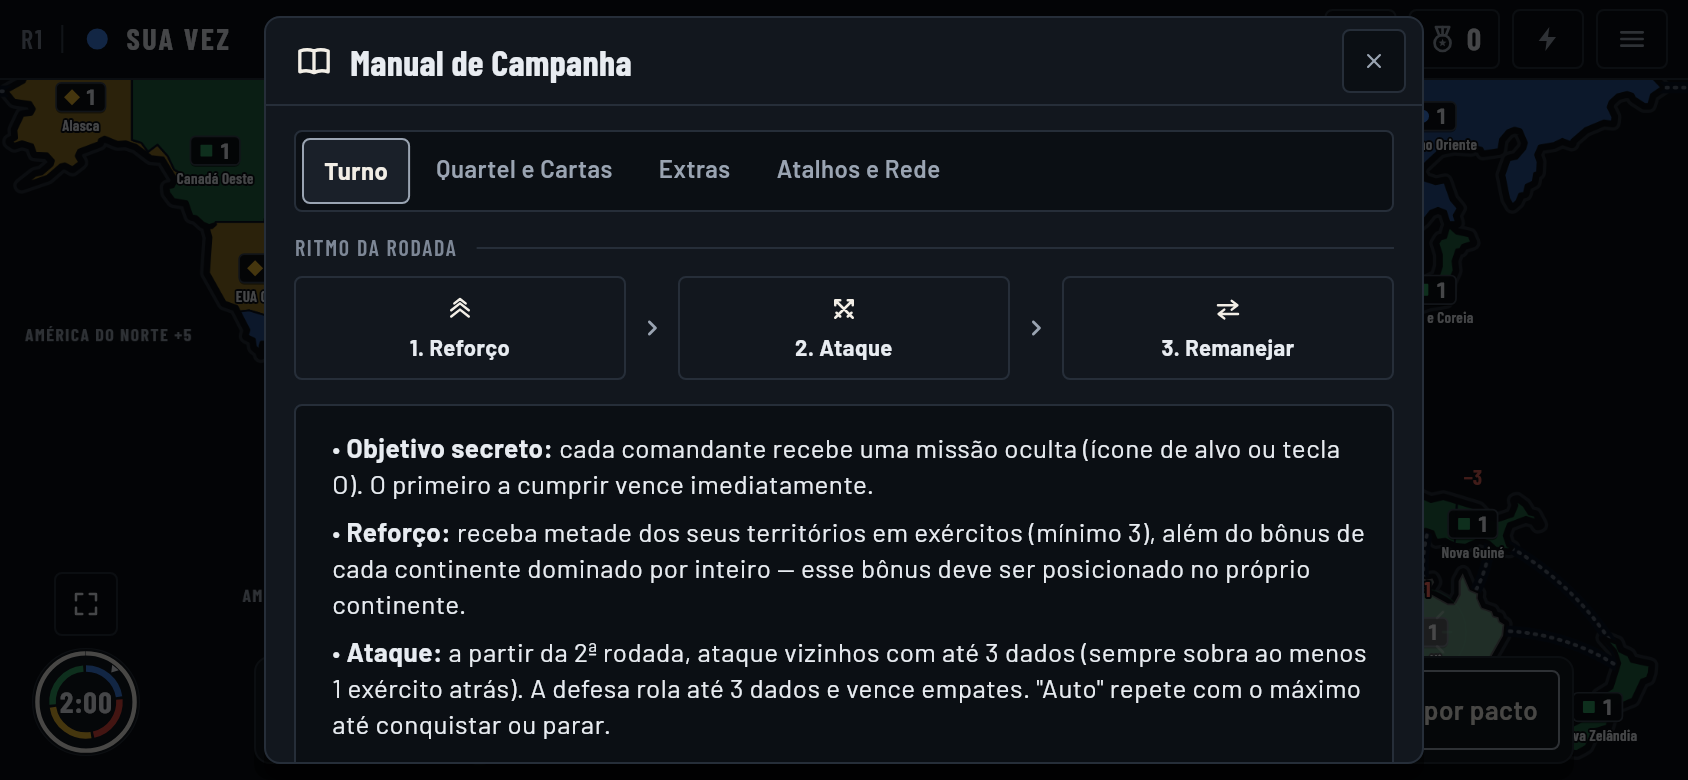 R1
SUA VEZ
Manual de Campanha
0
1
Alasca
1
Canadá Oeste
AMÉRICA DO NORTE +5
Turno
Quartel e Cartas
Extras
Atalhos e Rede
RITMO DA RODADA
1. Reforço
2. Ataque
3. Remanejar
• Objetivo secreto: cada comandante recebe uma missão oculta (ícone de alvo ou tecla
O). O primeiro a cumprir vence imediatamente.
• Reforço: receba metade dos seus territórios em exércitos (mínimo 3), além do bônus de
cada continente dominado por inteiro — esse bônus deve ser posicionado no próprio
continente.
• Ataque: a partir da 2ª rodada, ataque vizinhos com até 3 dados (sempre sobra ao menos
1 exército atrás). A defesa rola até 3 dados e vence empates. "Auto" repete com o máximo
até conquistar ou parar.
1
Oriente
1
e Coreia
−3
1
Nova Guiné
1
1
Zelândia
por pacto
2:00